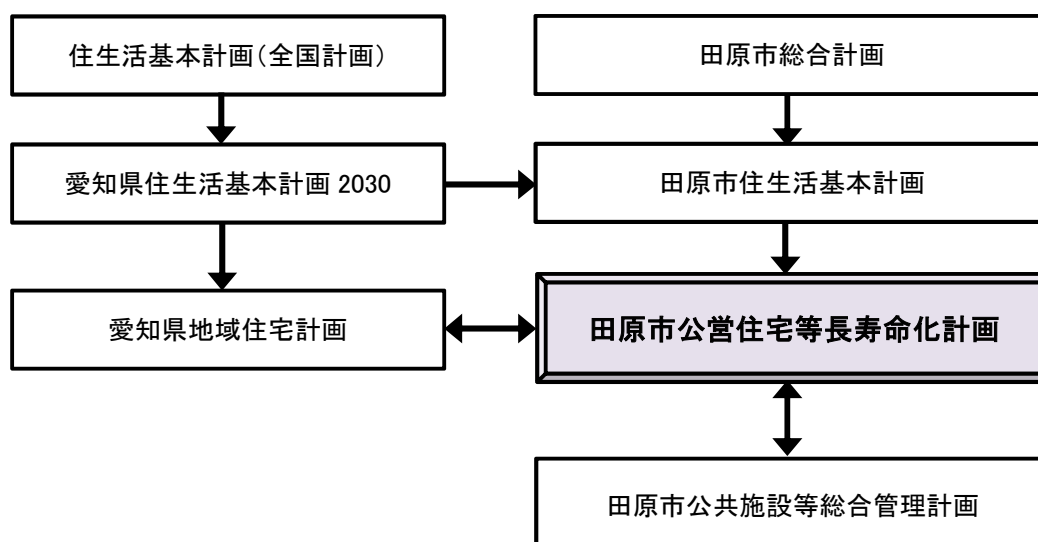 住生活基本計画(全国計画)
田原市総合計画
愛知県住生活基本計画 2030
田原市住生活基本計画
愛知県地域住宅計画
田原市公営住宅等長寿命化計画
田原市公共施設等総合管理計画